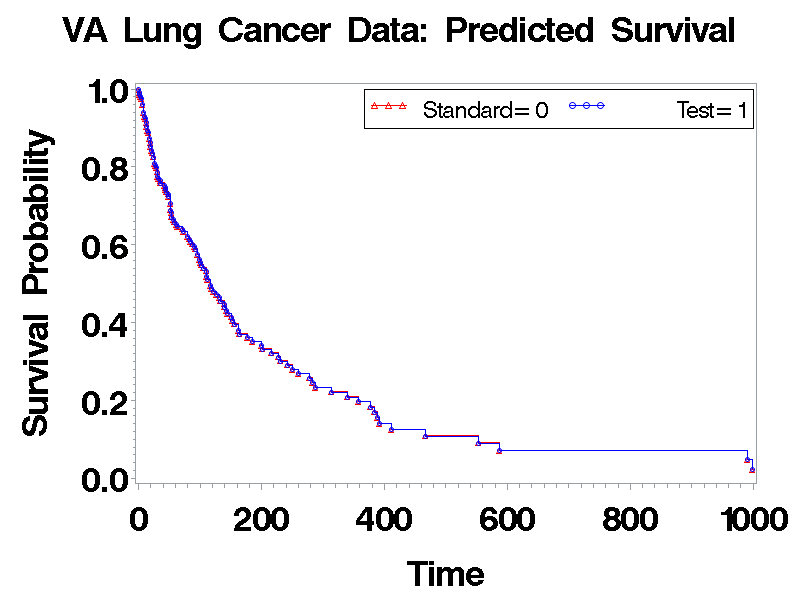 VA Lung Cancer Data: Predicted Survival
Standard= 0 Test= 1
Survival Probability
1.0
0.8
0.6
0.4
0.2
0.0
0 200 400 600 800 1000
Time